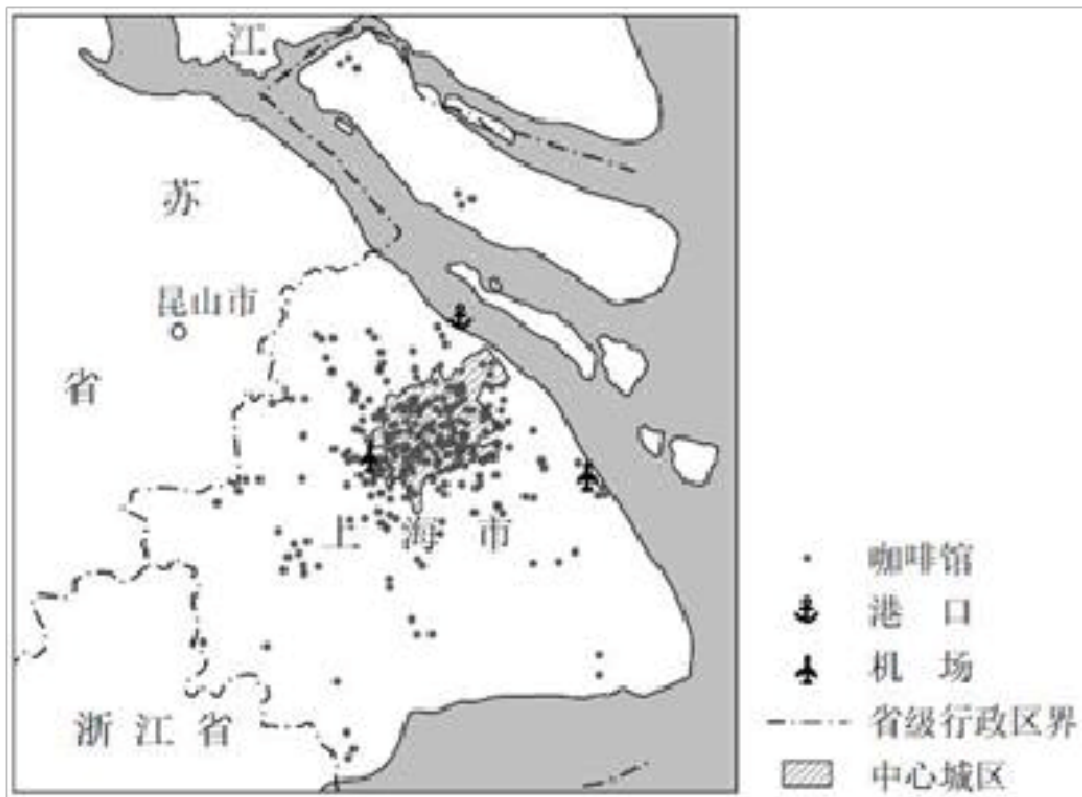 江
苏
昆山市
省
上海市
浙江省
咖啡馆
港口
机场
省级行政区界
中心城区